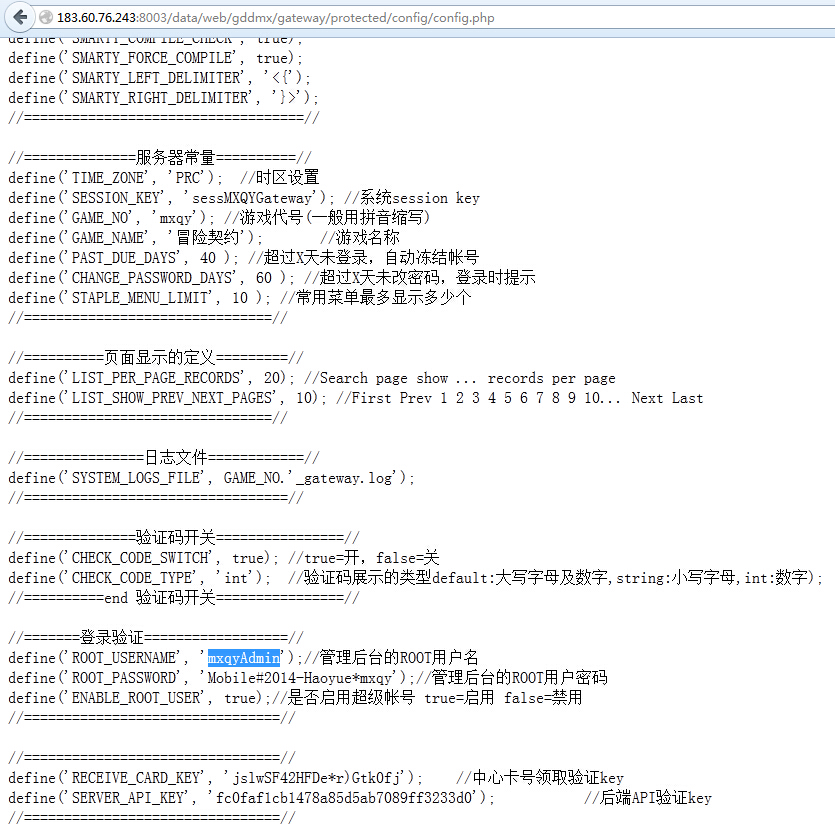 183.60.76.243:8003/data/web/gddmx/gateway/protected/config/config.php
define('SMARTY_COMPILE_CHECK', true);
define('SMARTY_FORCE_COMPILE', true);
define('SMARTY_LEFT_DELIMITER', '<{');
define('SMARTY_RIGHT_DELIMITER', '}>');
//===================================//

//==============服务器常量==========//
define('TIME_ZONE', 'PRC');  //时区设置
define('SESSION_KEY', 'sessMXQYGateway'); //系统session key
define('GAME_NO', 'mxqy'); //游戏代号(一般用拼音缩写)
define('GAME_NAME', '冒险契约');       //游戏名称
define('PAST_DUE_DAYS', 40 ); //超过X天未登录，自动冻结帐号
define('CHANGE_PASSWORD_DAYS', 60 ); //超过X天未改密码，登录时提示
define('STAPLE_MENU_LIMIT', 10 ); //常用菜单最多显示多少个
//===============================//

//==========页面显示的定义=========//
define('LIST_PER_PAGE_RECORDS', 20); //Search page show ... records per page
define('LIST_SHOW_PREV_NEXT_PAGES', 10); //First Prev 1 2 3 4 5 6 7 8 9 10... Next Last
//===============================//

//===============日志文件============//
define('SYSTEM_LOGS_FILE', GAME_NO.'_gateway.log');
//=================================//

//==============验证码开关================//
define('CHECK_CODE_SWITCH', true); //true=开，false=关
define('CHECK_CODE_TYPE', 'int');  //验证码展示的类型default:大写字母及数字,string:小写字母,int:数字);
//==========end 验证码开关================//

//=======登录验证==================//
define('ROOT_USERNAME', 'mxqyAdmin');//管理后台的ROOT用户名
define('ROOT_PASSWORD', 'Mobile#2014-Haoyue*mxqy');//管理后台的ROOT用户密码
define('ENABLE_ROOT_USER', true);//是否启用超级帐号 true=启用 false=禁用
//================================//

//================================//
define('RECEIVE_CARD_KEY', 'jslwSF42HFDe*r)Gtk0fj');    //中心卡号领取验证key
define('SERVER_API_KEY', 'fc0faf1cb1478a85d5ab7089ff3233d0');           //后端API验证key
//================================//